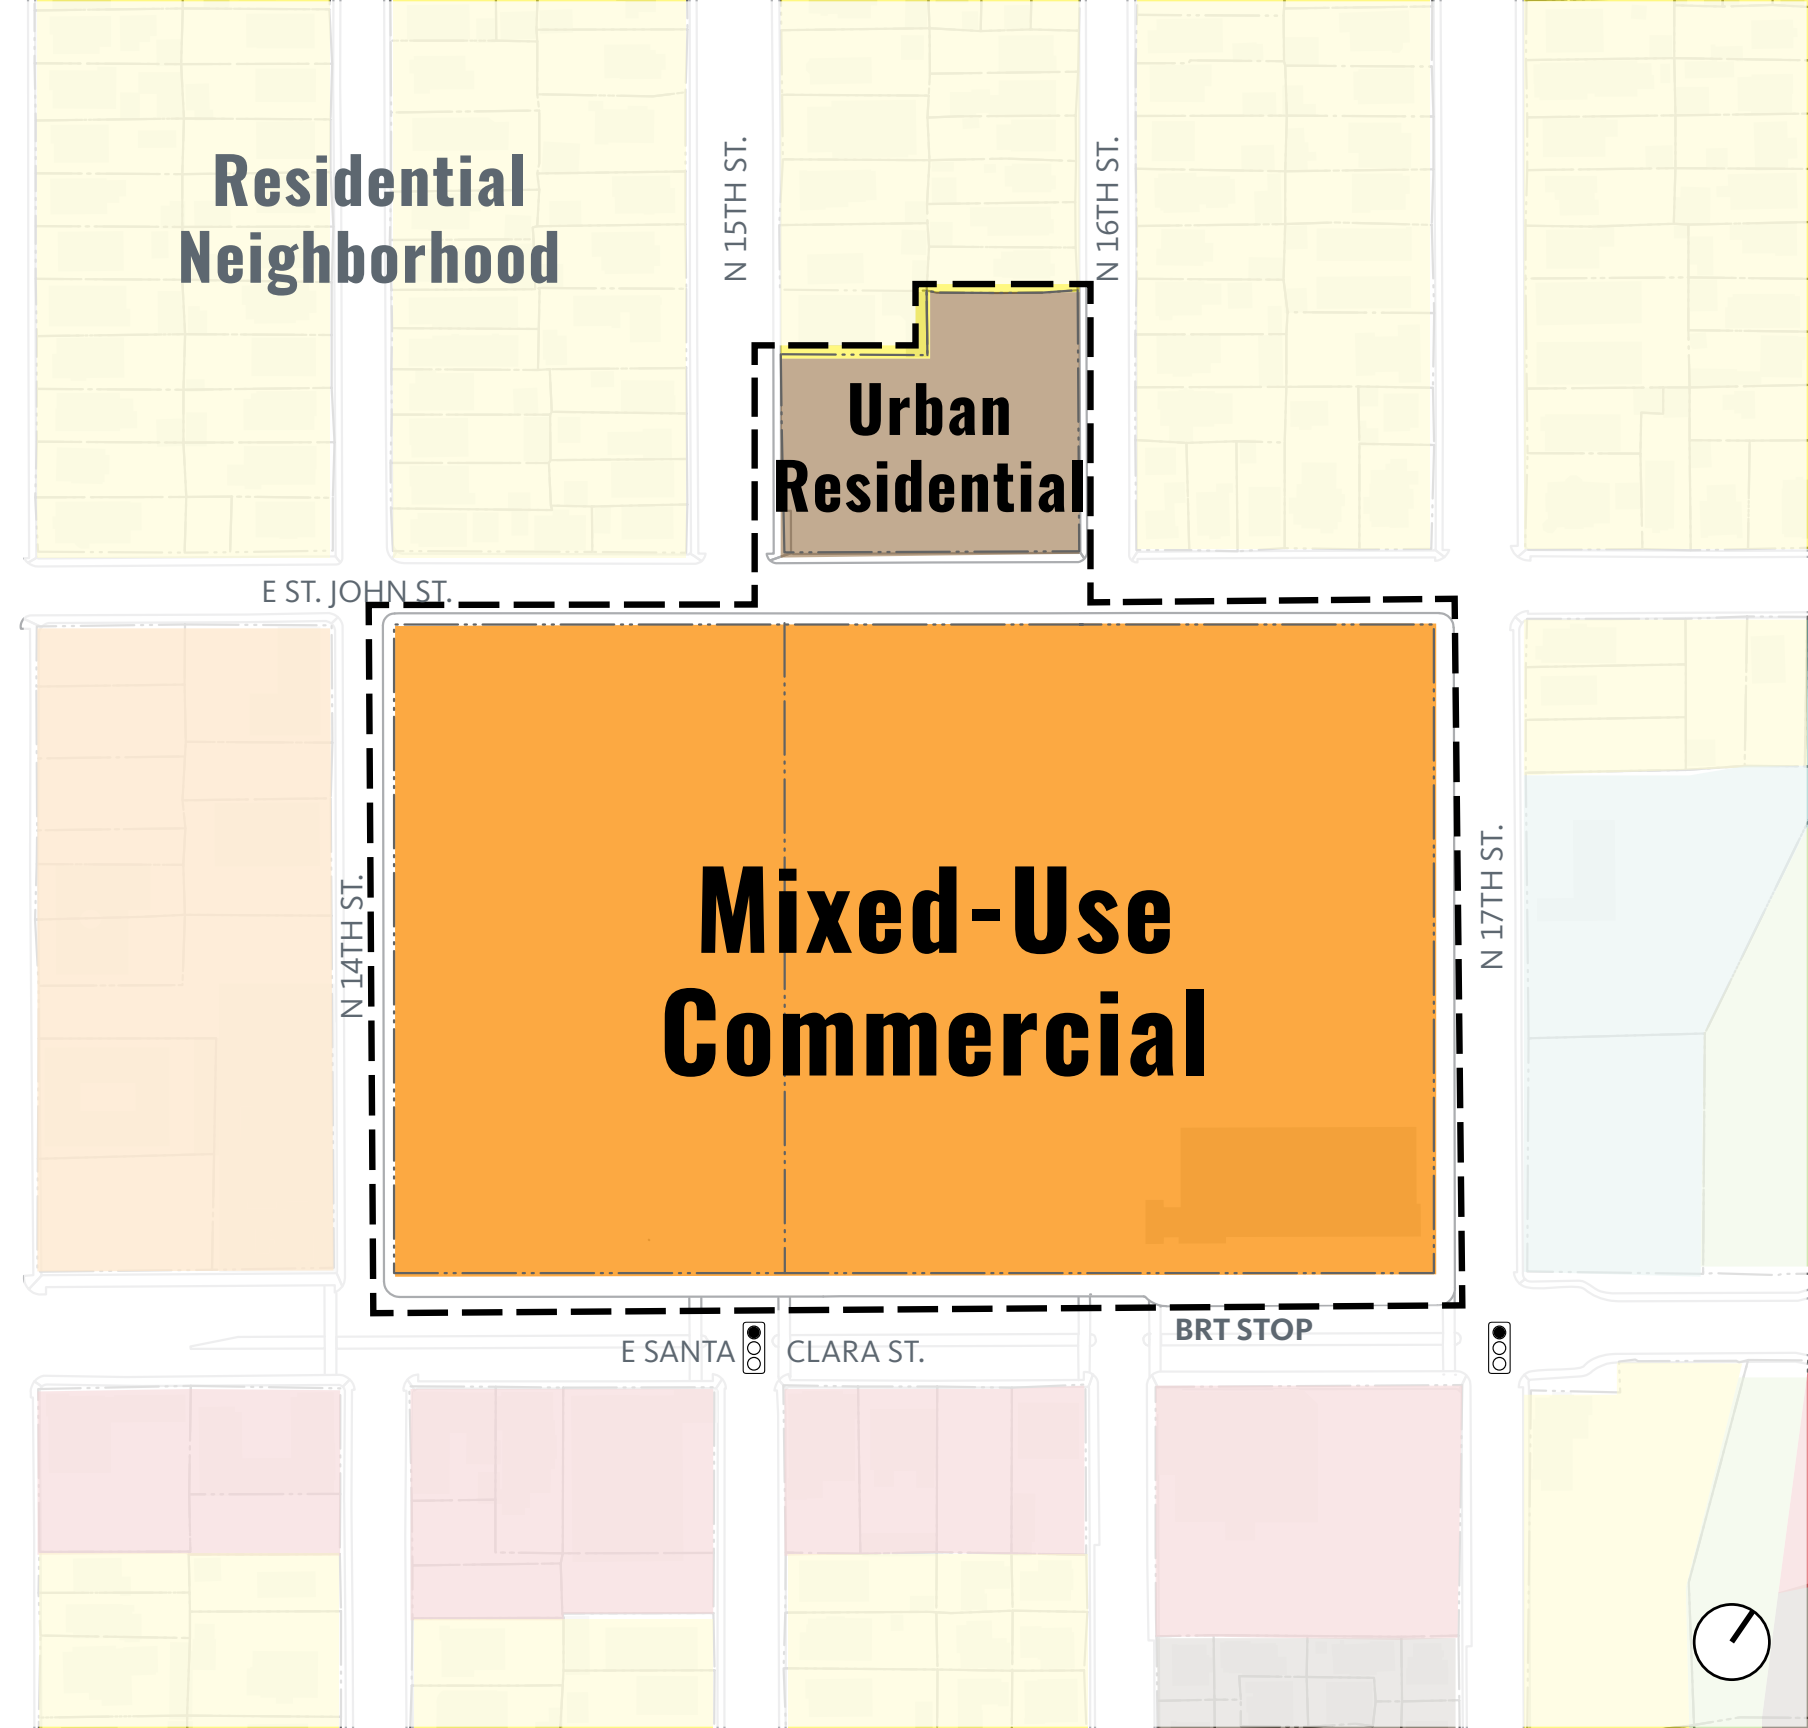 Residential
Neighborhood
N 15TH ST.
N 16TH ST.
Urban
Residential
E ST. JOHN ST.
N 14TH ST.
Mixed-Use
Commercial
N 17TH ST.
BRT STOP
E SANTA CLARA ST.